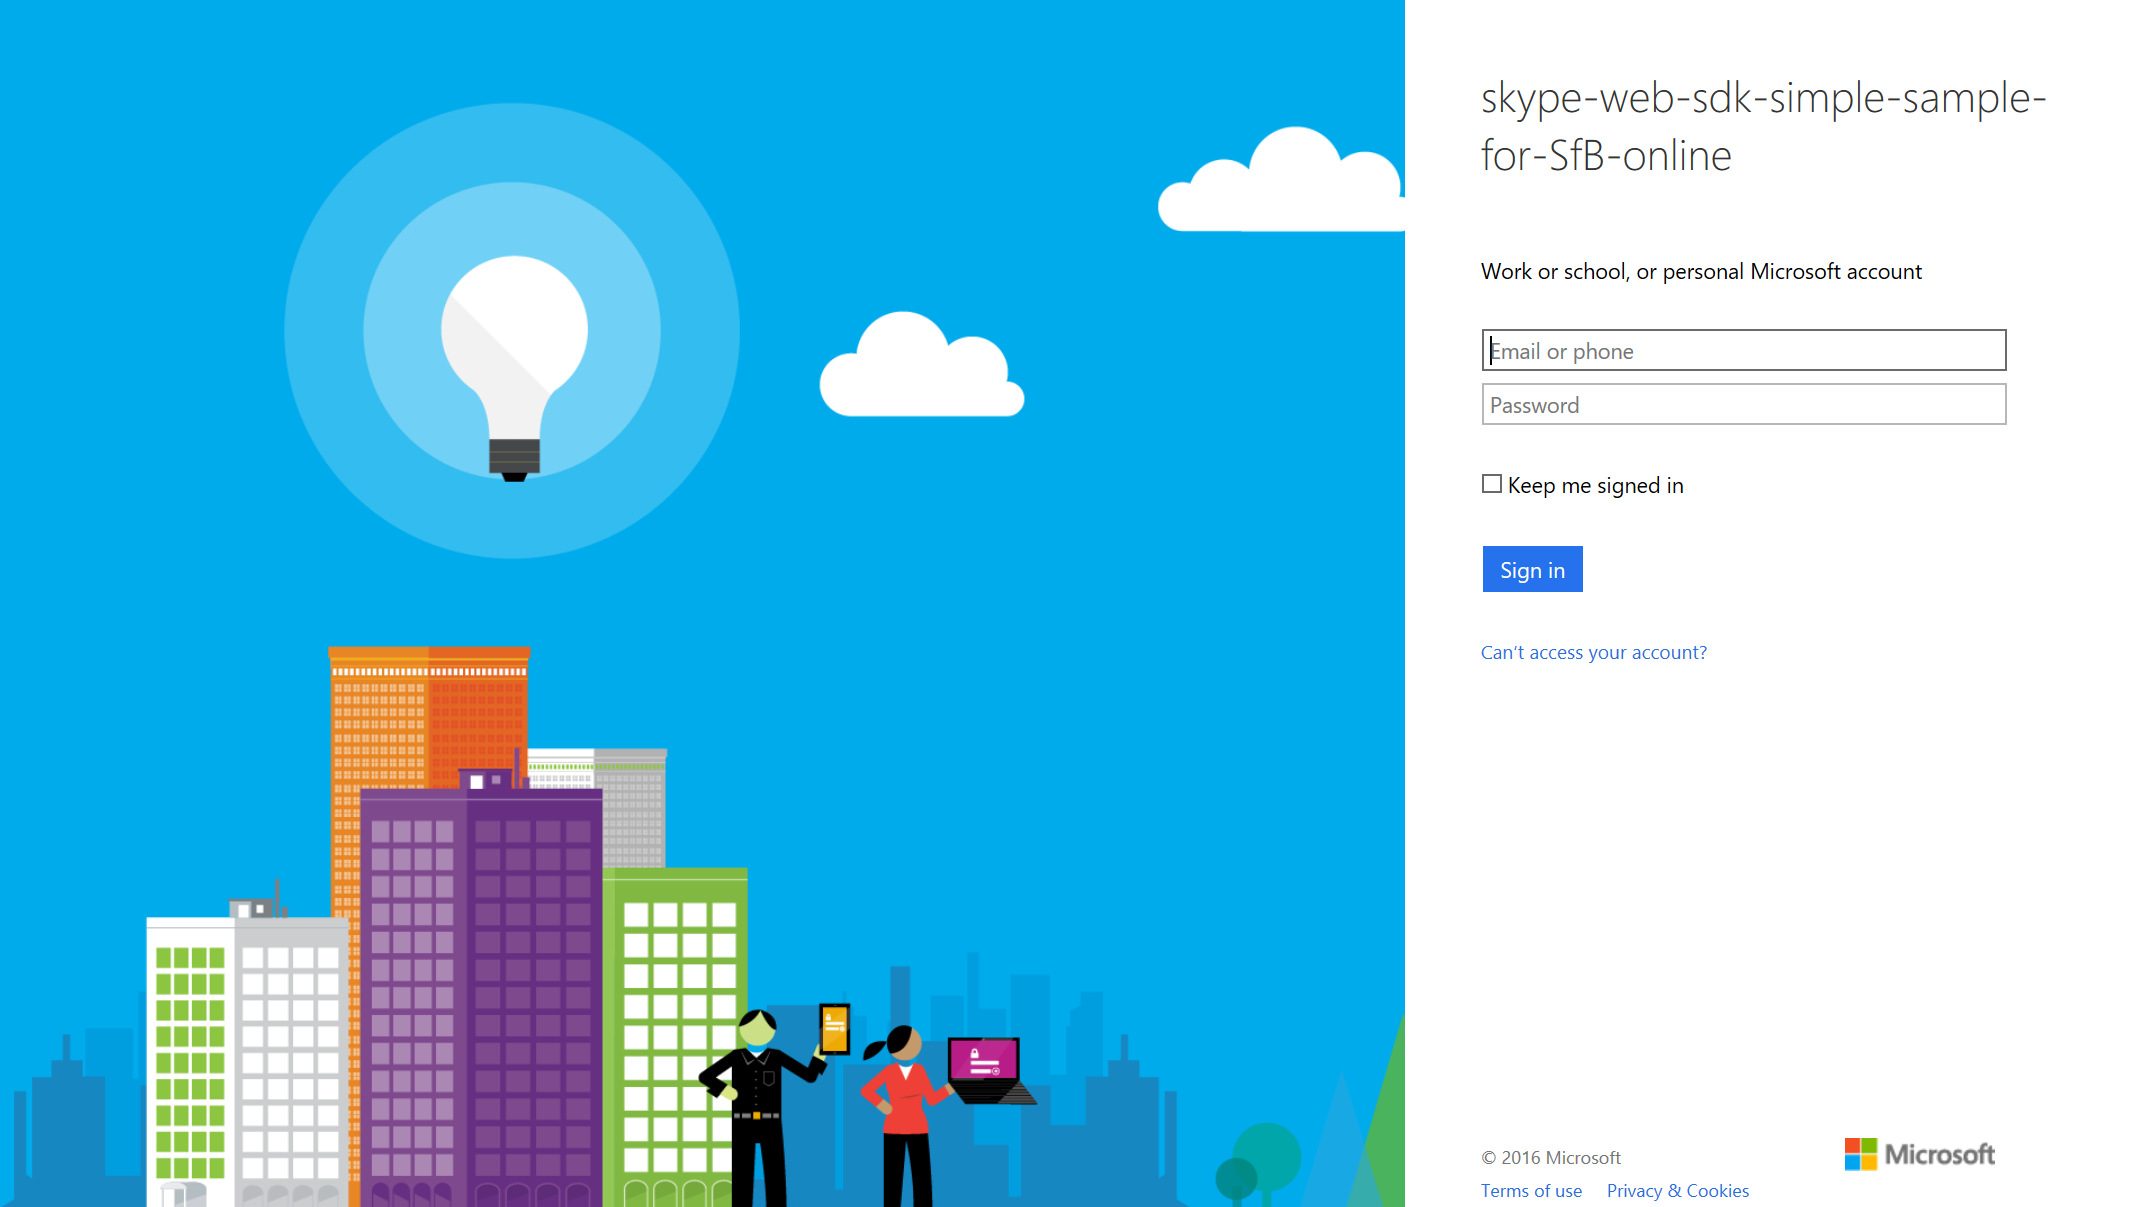 skype-web-sdk-simple-sample-
for-SfB-online
Work or school, or personal Microsoft account
Email or phone
Password
Keep me signed in
Sign in
Can't access your account?
© 2016 Microsoft
Microsoft
Terms of use Privacy & Cookies